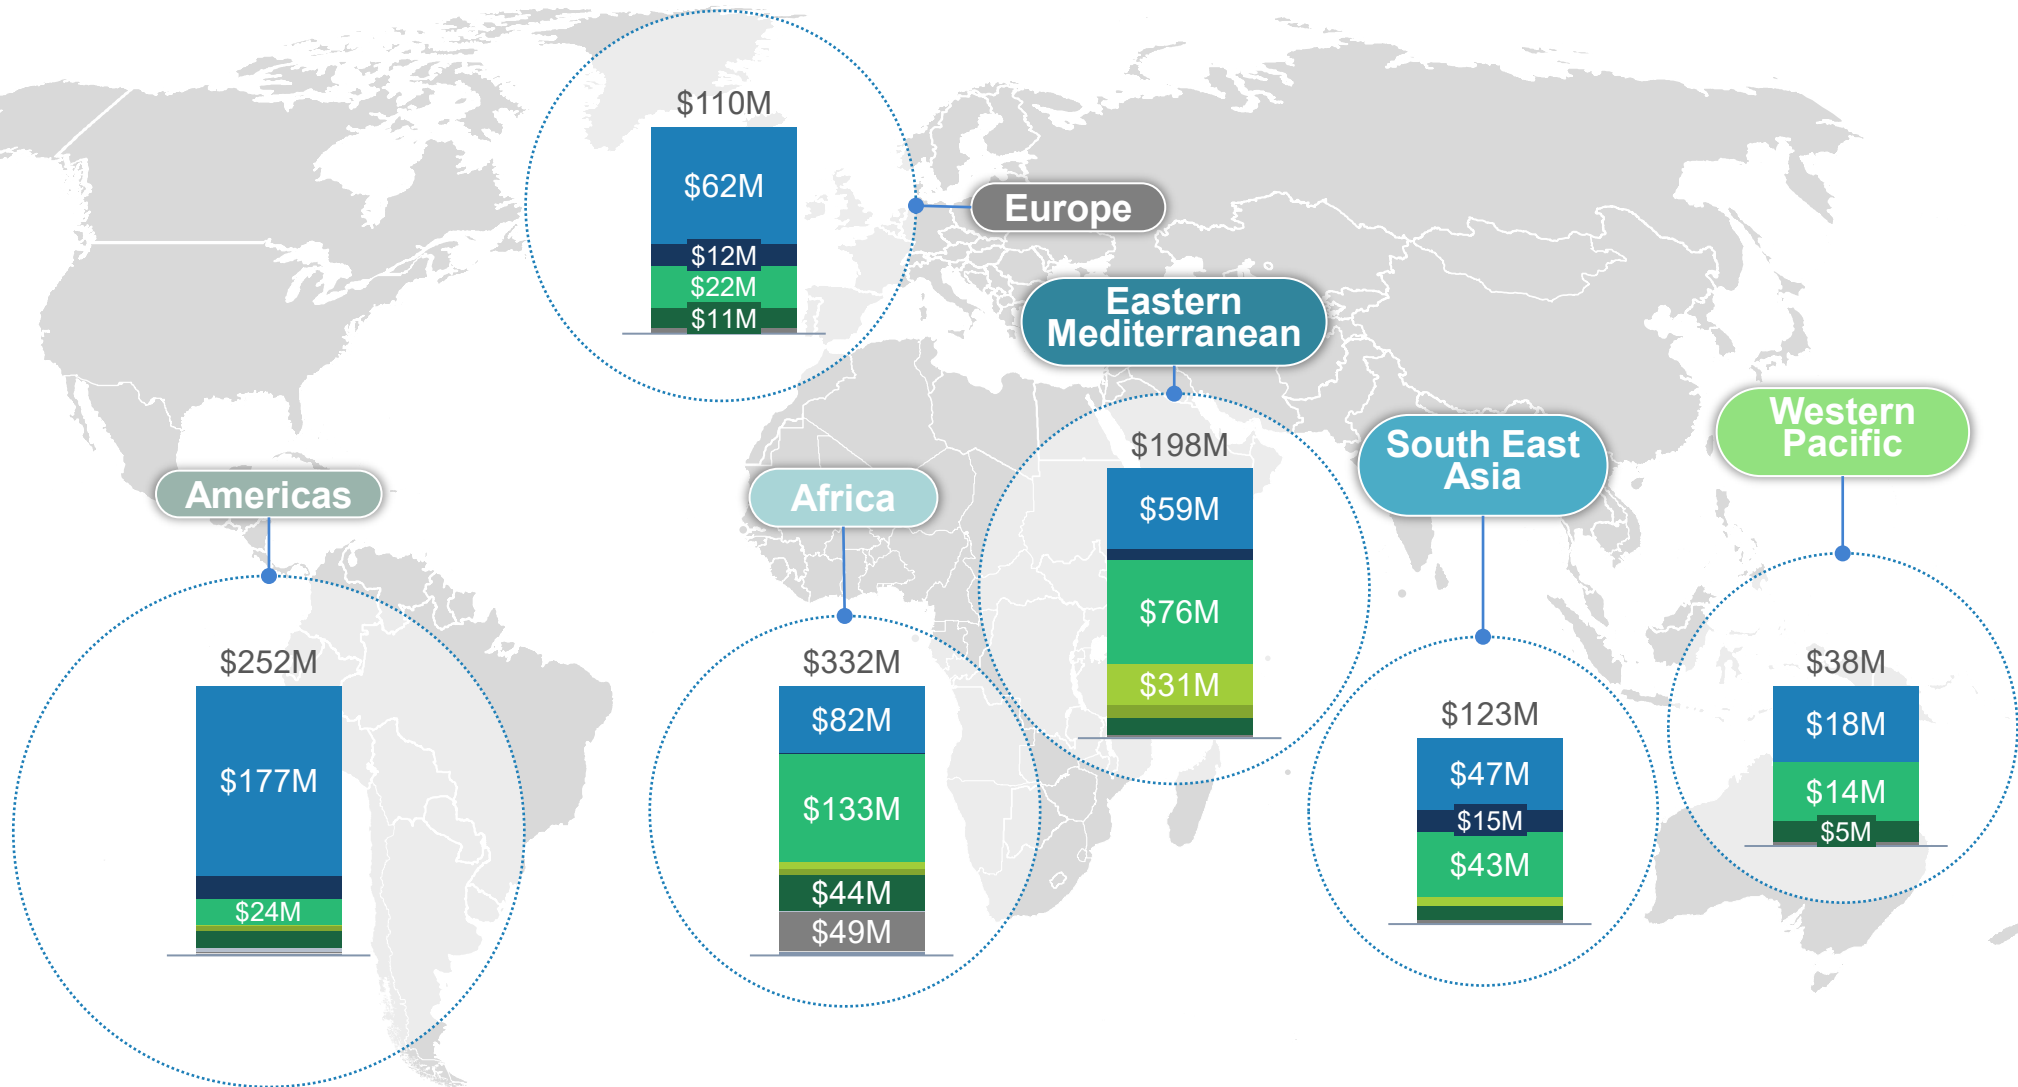 $110M
$62M
$12M
$22M
$11M
Europe
Eastern
Mediterranean
$198M
$59M
$76M
$31M
Americas
$252M
$177M
$24M
Africa
$332M
$82M
$133M
$44M
$49M
South East
Asia
$123M
$47M
$15M
$43M
Western
Pacific
$38M
$18M
$14M
$5M